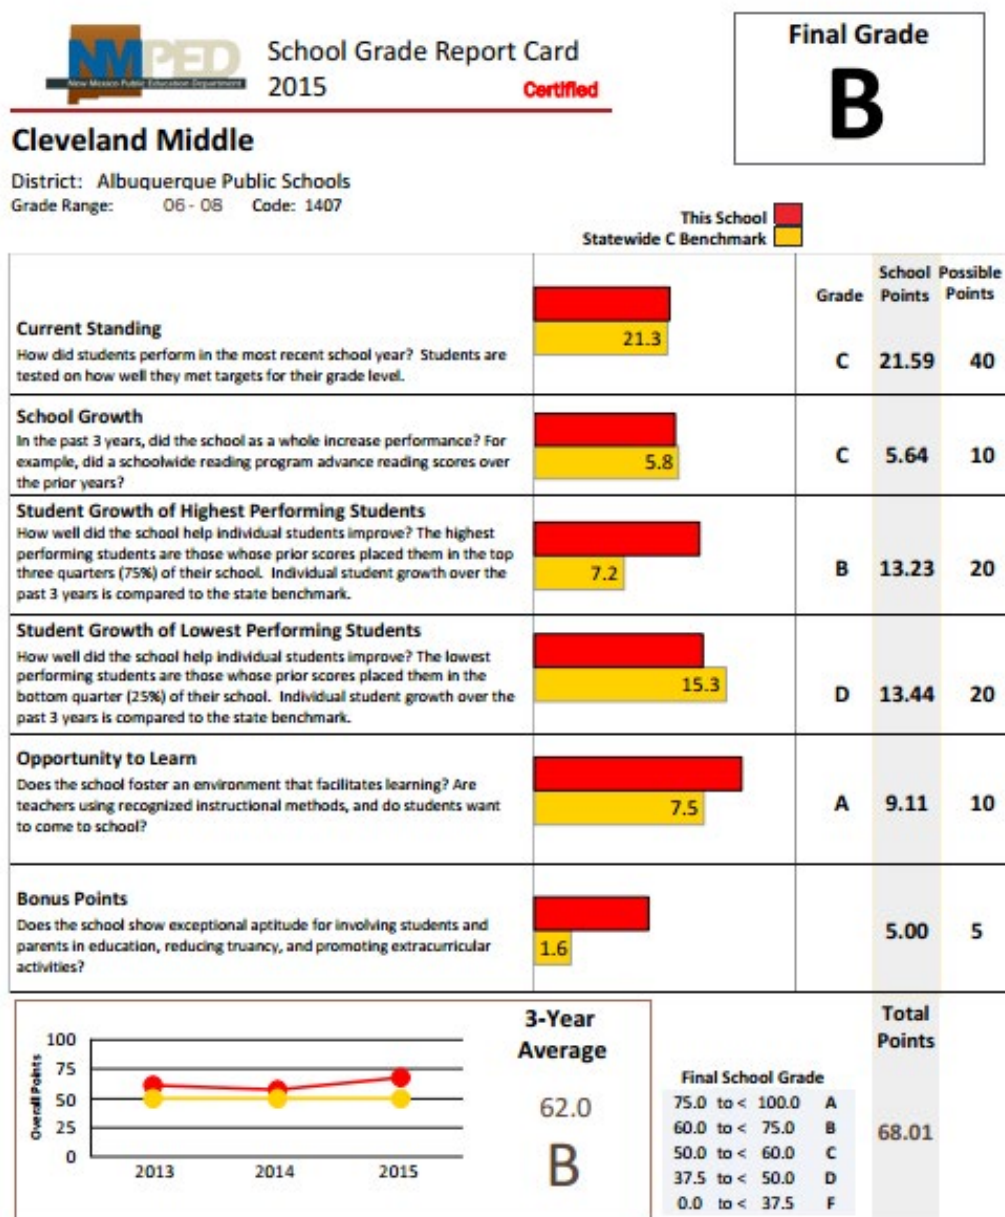 NMPED
New Mexico Public Education Department
School Grade Report Card
2015
Certified
Final Grade
B
Cleveland Middle
District: Albuquerque Public Schools
Grade Range: 06 - 08 Code: 1407
This School
Statewide C Benchmark
Grade
School Points
Possible Points
Current Standing
How did students perform in the most recent school year? Students are
tested on how well they met targets for their grade level.
21.3
C 21.59 40
School Growth
In the past 3 years, did the school as a whole increase performance? For
example, did a schoolwide reading program advance reading scores over
the prior years?
5.8
C 5.64 10
Student Growth of Highest Performing Students
How well did the school help individual students improve? The highest
performing students are those whose prior scores placed them in the top
three quarters (75%) of their school. Individual student growth over the
past 3 years is compared to the state benchmark.
7.2
B 13.23 20
Student Growth of Lowest Performing Students
How well did the school help individual students improve? The lowest
performing students are those whose prior scores placed them in the
bottom quarter (25%) of their school. Individual student growth over the
past 3 years is compared to the state benchmark.
15.3
D 13.44 20
Opportunity to Learn
Does the school foster an environment that facilitates learning? Are
teachers using recognized instructional methods, and do students want
to come to school?
7.5
A 9.11 10
Bonus Points
Does the school show exceptional aptitude for involving students and
parents in education, reducing truancy, and promoting extracurricular
activities?
1.6
5.00 5
Overall Points
100
75
50
25
0
2013 2014 2015
3-Year
Average
62.0
B
Final School Grade
75.0 to < 100.0 A
60.0 to < 75.0 B
50.0 to < 60.0 C
37.5 to < 50.0 D
0.0 to < 37.5 F
Total
Points
68.01